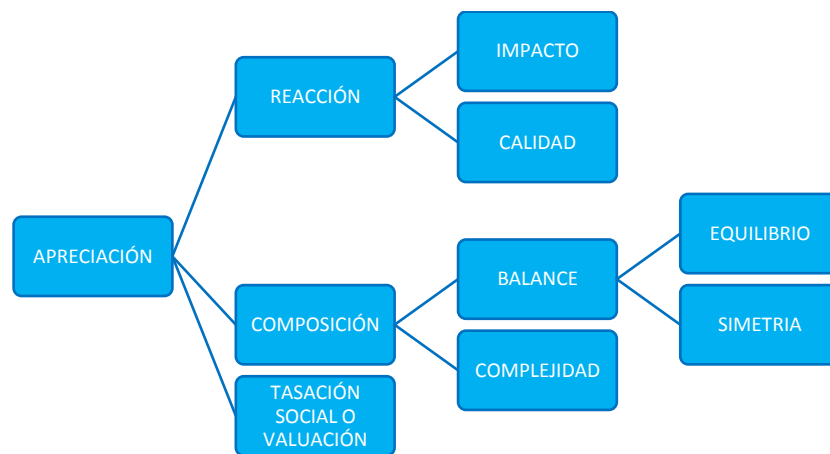 IMPACTO
REACCIÓN
CALIDAD
EQUILIBRIO
APRECIACIÓN
BALANCE
COMPOSICIÓN
SIMETRIA
COMPLEJIDAD
TASACIÓN
SOCIAL O
VALUACIÓN